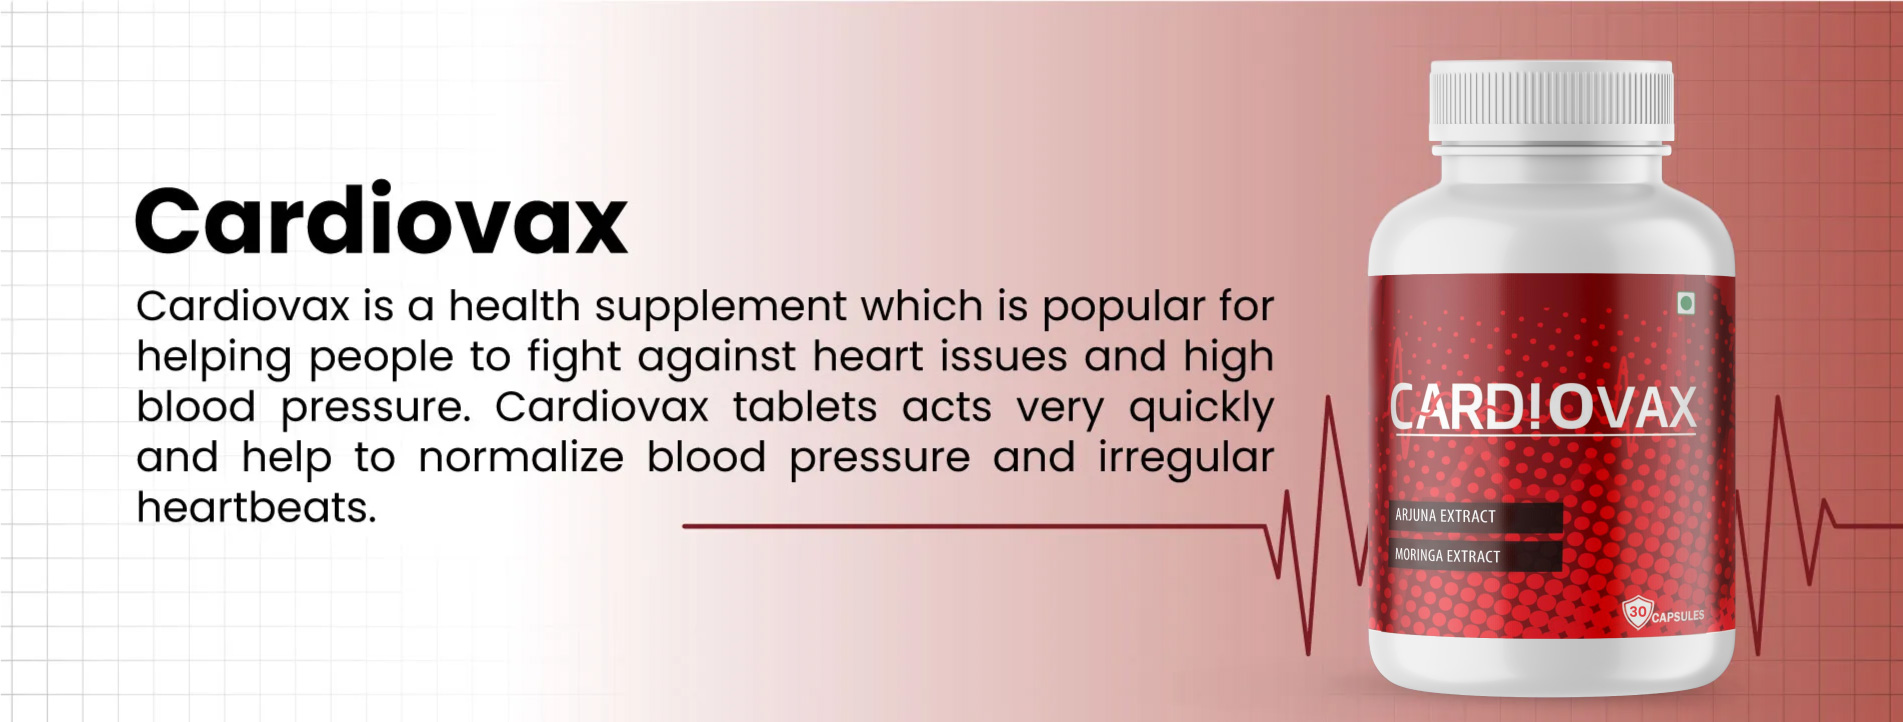 Cardiovax
Cardiovax is a health supplement which is popular for
helping people to fight against heart issues and high
blood pressure. Cardiovax tablets acts very quickly
and help to normalize blood pressure and irregular
heartbeats.
CARD!OVAX
ARJUNA EXTRACT
MORINGA EXTRACT
30 CAPSULES